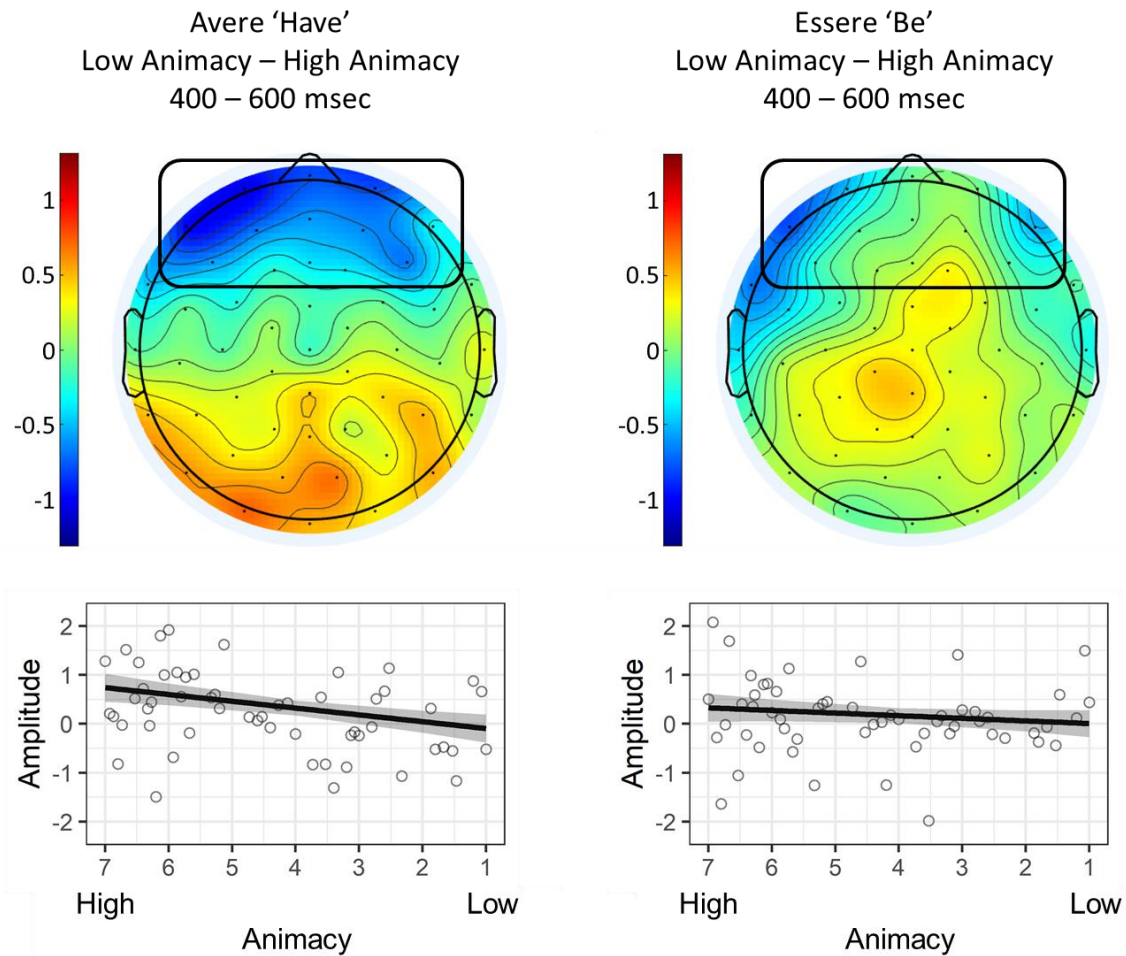 Avere ‘Have’
Low Animacy – High Animacy
400 – 600 msec
Essere ‘Be’
Low Animacy – High Animacy
400 – 600 msec
1
0.5
0
-0.5
-1
1
0.5
0
-0.5
-1
Amplitude
2
1
0
-1
-2
7 6 5 4 3 2 1
High Low
Animacy
Amplitude
2
1
0
-1
-2
7 6 5 4 3 2 1
High Low
Animacy